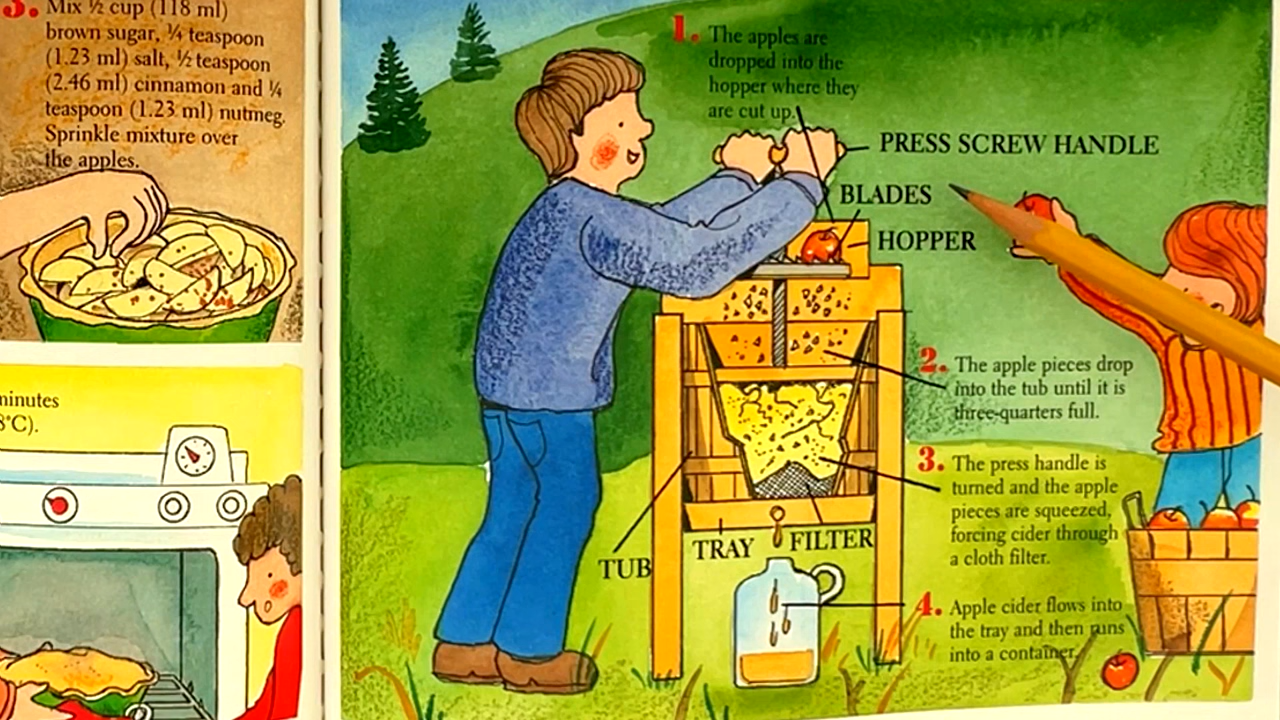 3. Mix ½ cup (118 ml)
brown sugar, ¼ teaspoon
(1.23 ml) salt, ½ teaspoon
(2.46 ml) cinnamon and ¼
teaspoon (1.23 ml) nutmeg.
Sprinkle mixture over
the apples.
minutes
8°C).
1. The apples are
dropped into the
hopper where they
are cut up.
PRESS SCREW HANDLE
BLADES
HOPPER
2. The apple pieces drop
into the tub until it is
three-quarters full.
3. The press handle is
turned and the apple
pieces are squeezed,
forcing cider through
a cloth filter.
TUB
TRAY
FILTER
4. Apple cider flows into
the tray and then runs
into a container.